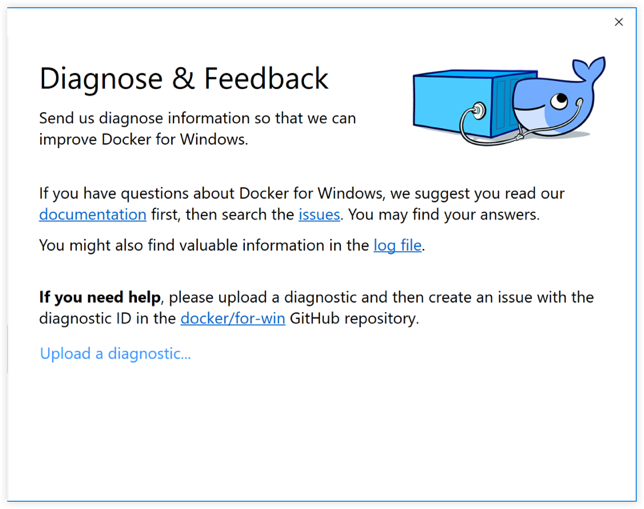 Diagnose & Feedback
Send us diagnose information so that we can
improve Docker for Windows.
If you have questions about Docker for Windows, we suggest you read our
documentation first, then search the issues. You may find your answers.
You might also find valuable information in the log file.
If you need help, please upload a diagnostic and then create an issue with the
diagnostic ID in the docker/for-win GitHub repository.
Upload a diagnostic...